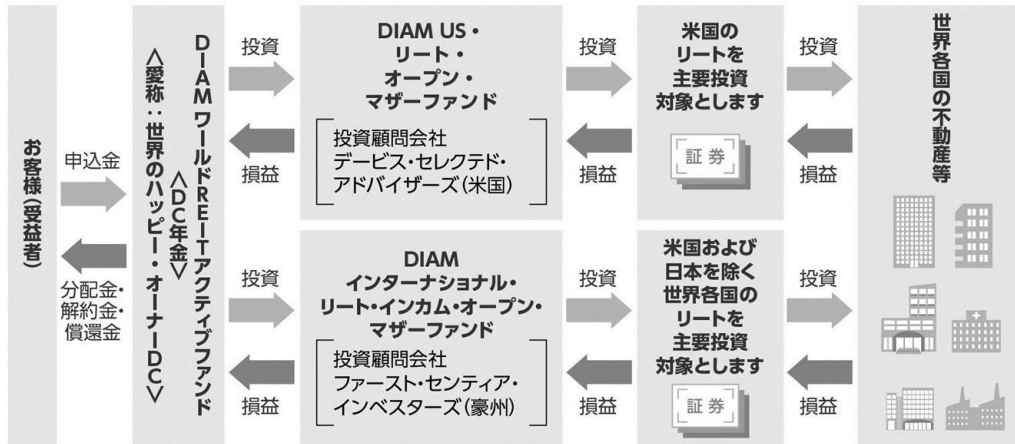 お客様(受益者)
申込金
分配金・
解約金・
償還金
DIAMワールドREITアクティブファンド
<DC年金>
<愛称:世界のハッピー・オーナーDC>
投資
損益
DIAM US・
リート・
オープン・
マザーファンド
投資顧問会社
デービス・セレクテド・
アドバイザーズ(米国)
投資
損益
米国の
リートを
主要投資
対象とします
証券
投資
損益
投資
損益
DIAM
インターナショナル・
リート・インカム・オープン・
マザーファンド
投資顧問会社
ファースト・センティア・
インベスターズ(豪州)
投資
損益
米国および
日本を除く
世界各国の
リートを
主要投資
対象とします
証券
投資
損益
世界各国の不動産等